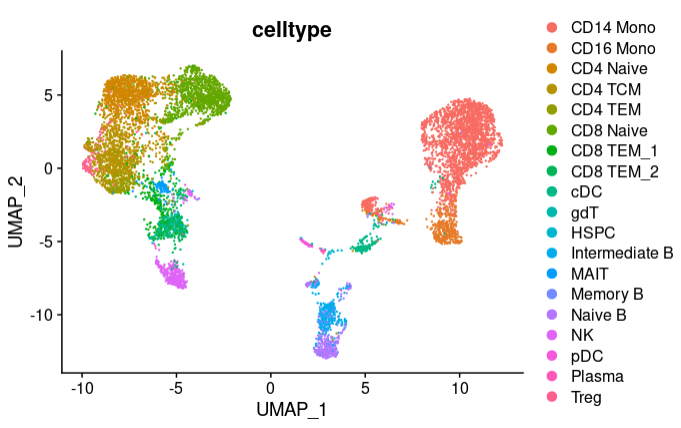 celltype
UMAP_2
5
0
-5
-10
-10
-5
0
5
10
UMAP_1
CD14 Mono
CD16 Mono
CD4 Naive
CD4 TCM
CD4 TEM
CD8 Naive
CD8 TEM_1
CD8 TEM_2
cDC
gdT
HSPC
Intermediate B
MAIT
Memory B
Naive B
NK
pDC
Plasma
Treg